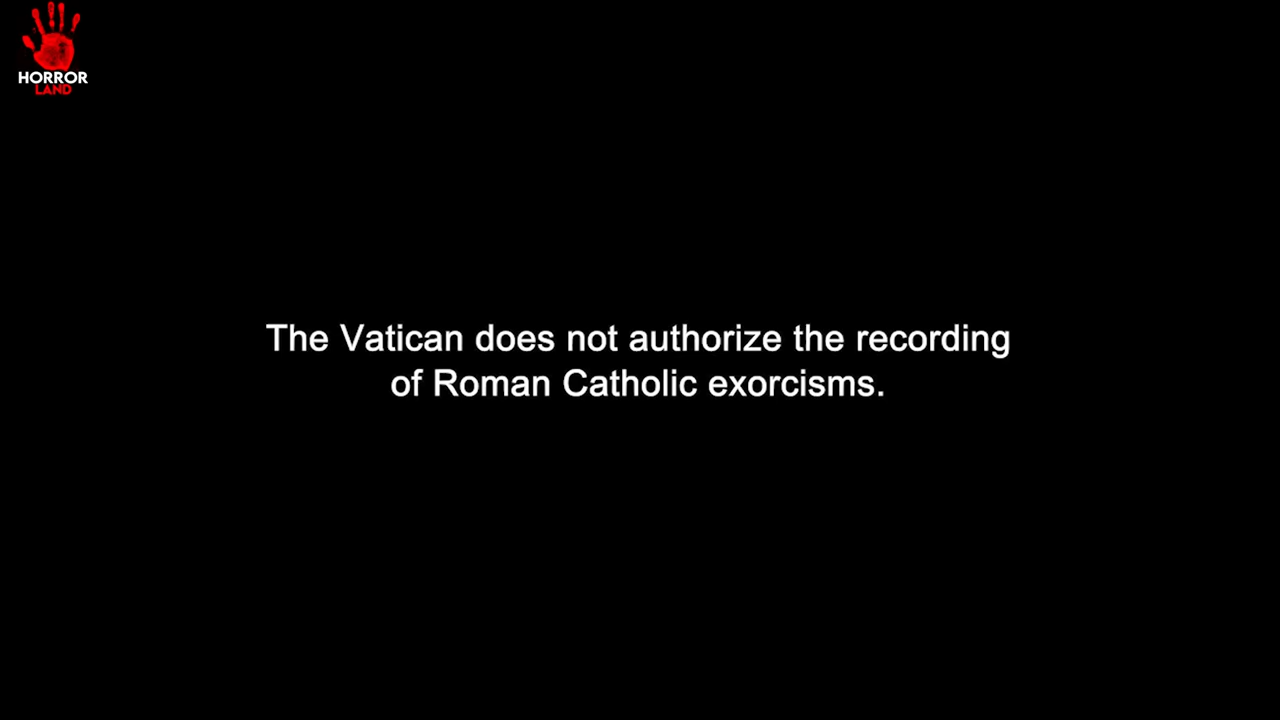 HORROR
LAND
The Vatican does not authorize the recording
of Roman Catholic exorcisms.